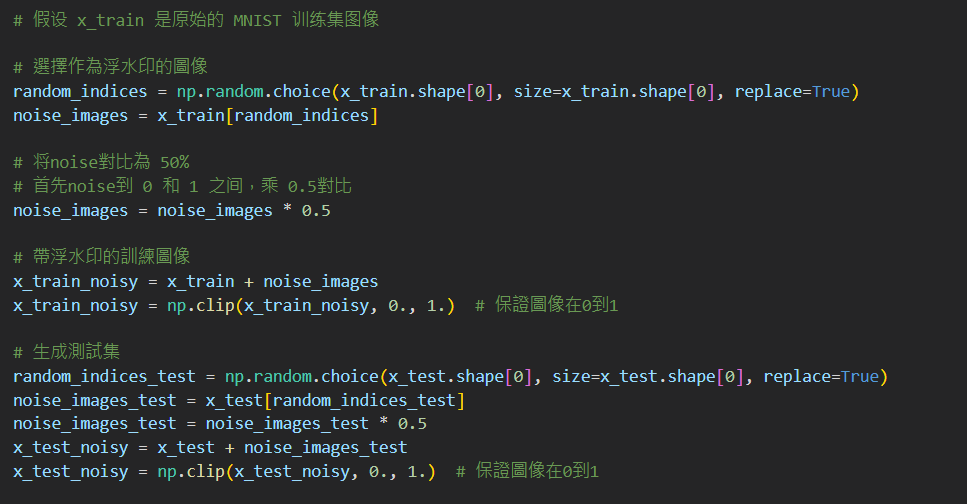 # 假设 x_train 是原始的 MNIST 训练集图像
# 選擇作為浮水印的圖像
random_indices = np.random.choice(x_train.shape[0], size=x_train.shape[0], replace=True)
noise_images = x_train[random_indices]
# 将noise對比為 50%
# 首先noise到 0 和 1 之间，乘 0.5對比
noise_images = noise_images * 0.5
# 帶浮水印的訓練圖像
x_train_noisy = x_train + noise_images
x_train_noisy = np.clip(x_train_noisy, 0., 1.)  # 保證圖像在0到1
# 生成測試集
random_indices_test = np.random.choice(x_test.shape[0], size=x_test.shape[0], replace=True)
noise_images_test = x_test[random_indices_test]
noise_images_test = noise_images_test * 0.5
x_test_noisy = x_test + noise_images_test
x_test_noisy = np.clip(x_test_noisy, 0., 1.)  # 保證圖像在0到1